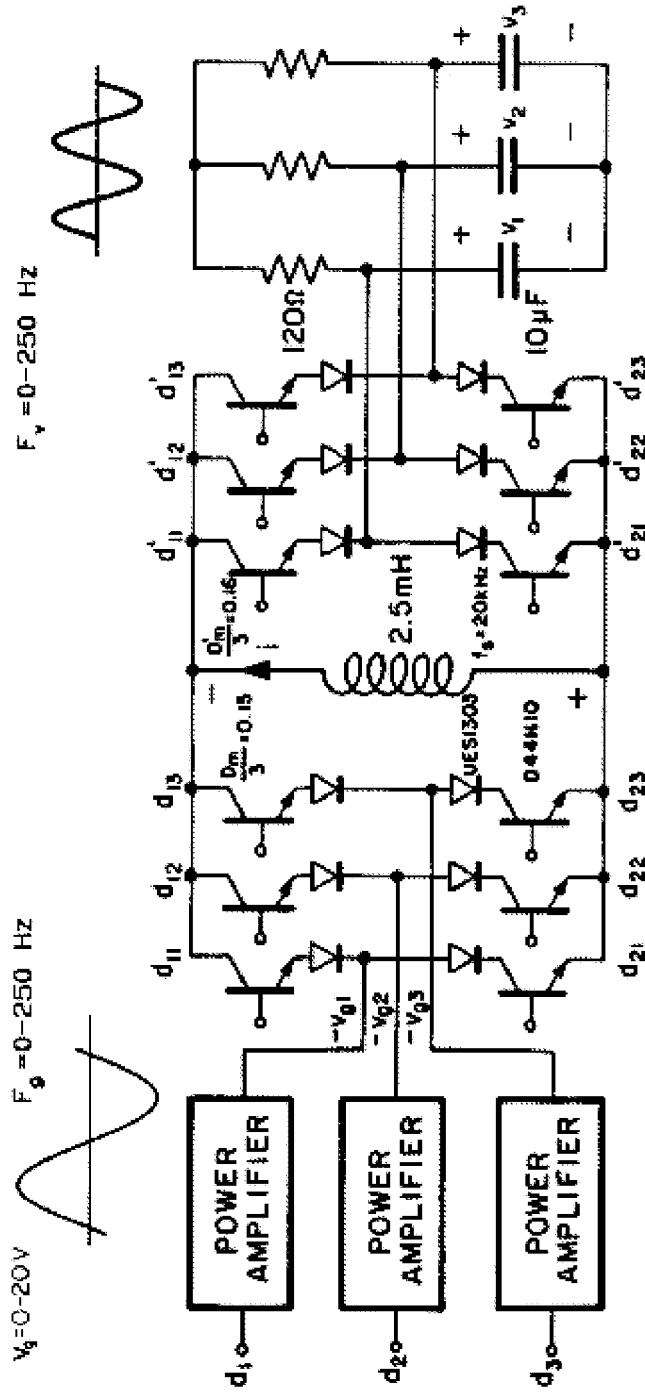 V_g=0-20V F_g=0-250 Hz
F_v=0-250 Hz
d_1
POWER AMPLIFIER
d_2
POWER AMPLIFIER
d_3
POWER AMPLIFIER
-V_g1
-V_g2
-V_g3
d_11 d_12 d_13
D_m/3=0.15
d_21 d_22 d_23
UES1303
D44H10
D'_m/3=0.16
i
-
+
2.5mH
f_s=20kHz
d'_11 d'_12 d'_13
d'_21 d'_22 d'_23
120Ω
10μF
+ V_1 -
+ V_2 -
+ V_3 -